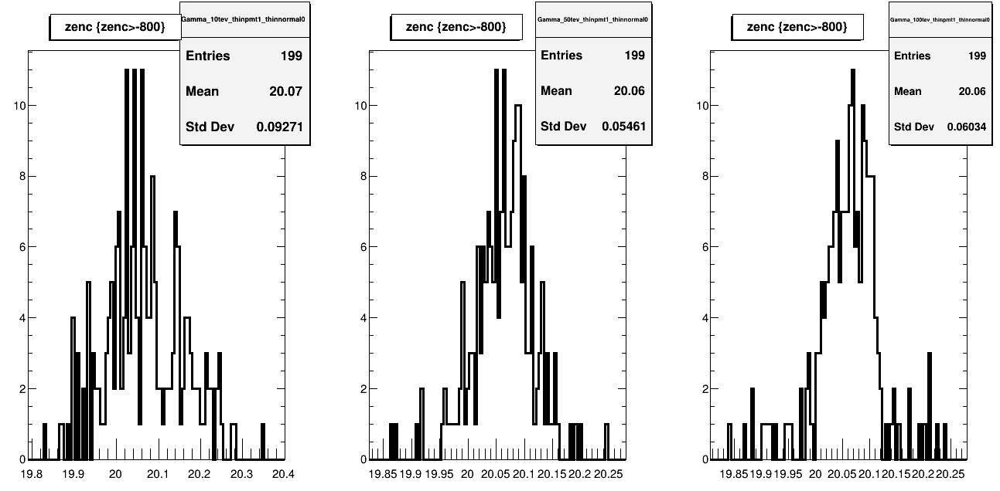 zenc {zenc>-800}
Gamma_10tev_thinpmt1_thinnormal0
Entries 199
Mean 20.07
Std Dev 0.09271
10
8
6
4
2
0
19.8 19.9 20 20.1 20.2 20.3 20.4
zenc {zenc>-800}
Gamma_50tev_thinpmt1_thinnormal0
Entries 199
Mean 20.06
Std Dev 0.05461
10
8
6
4
2
0
19.85 19.9 19.95 20 20.05 20.1 20.15 20.2 20.25
zenc {zenc>-800}
Gamma_100tev_thinpmt1_thinnormal0
Entries 199
Mean 20.06
Std Dev 0.06034
10
8
6
4
2
0
19.85 19.9 19.95 20 20.05 20.1 20.15 20.2 20.25